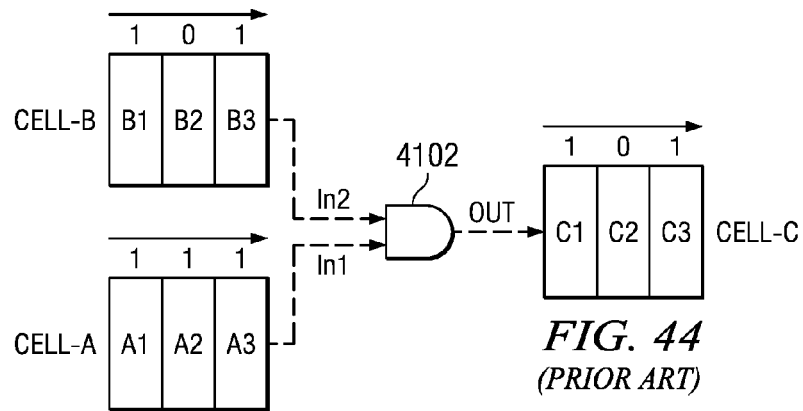 1 0 1
CELL-B B1 B2 B3
In2
4102
OUT
1 0 1
C1 C2 C3 CELL-C
1 1 1
In1
CELL-A A1 A2 A3
FIG. 44
(PRIOR ART)